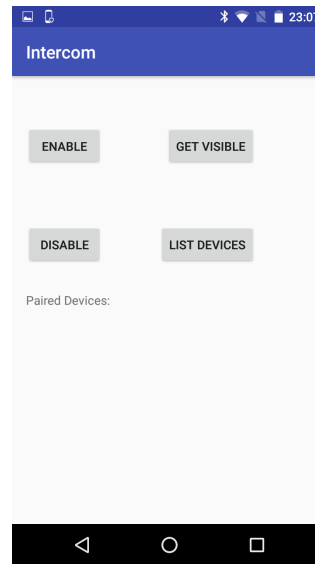 23:07
Intercom
ENABLE GET VISIBLE
DISABLE LIST DEVICES
Paired Devices: